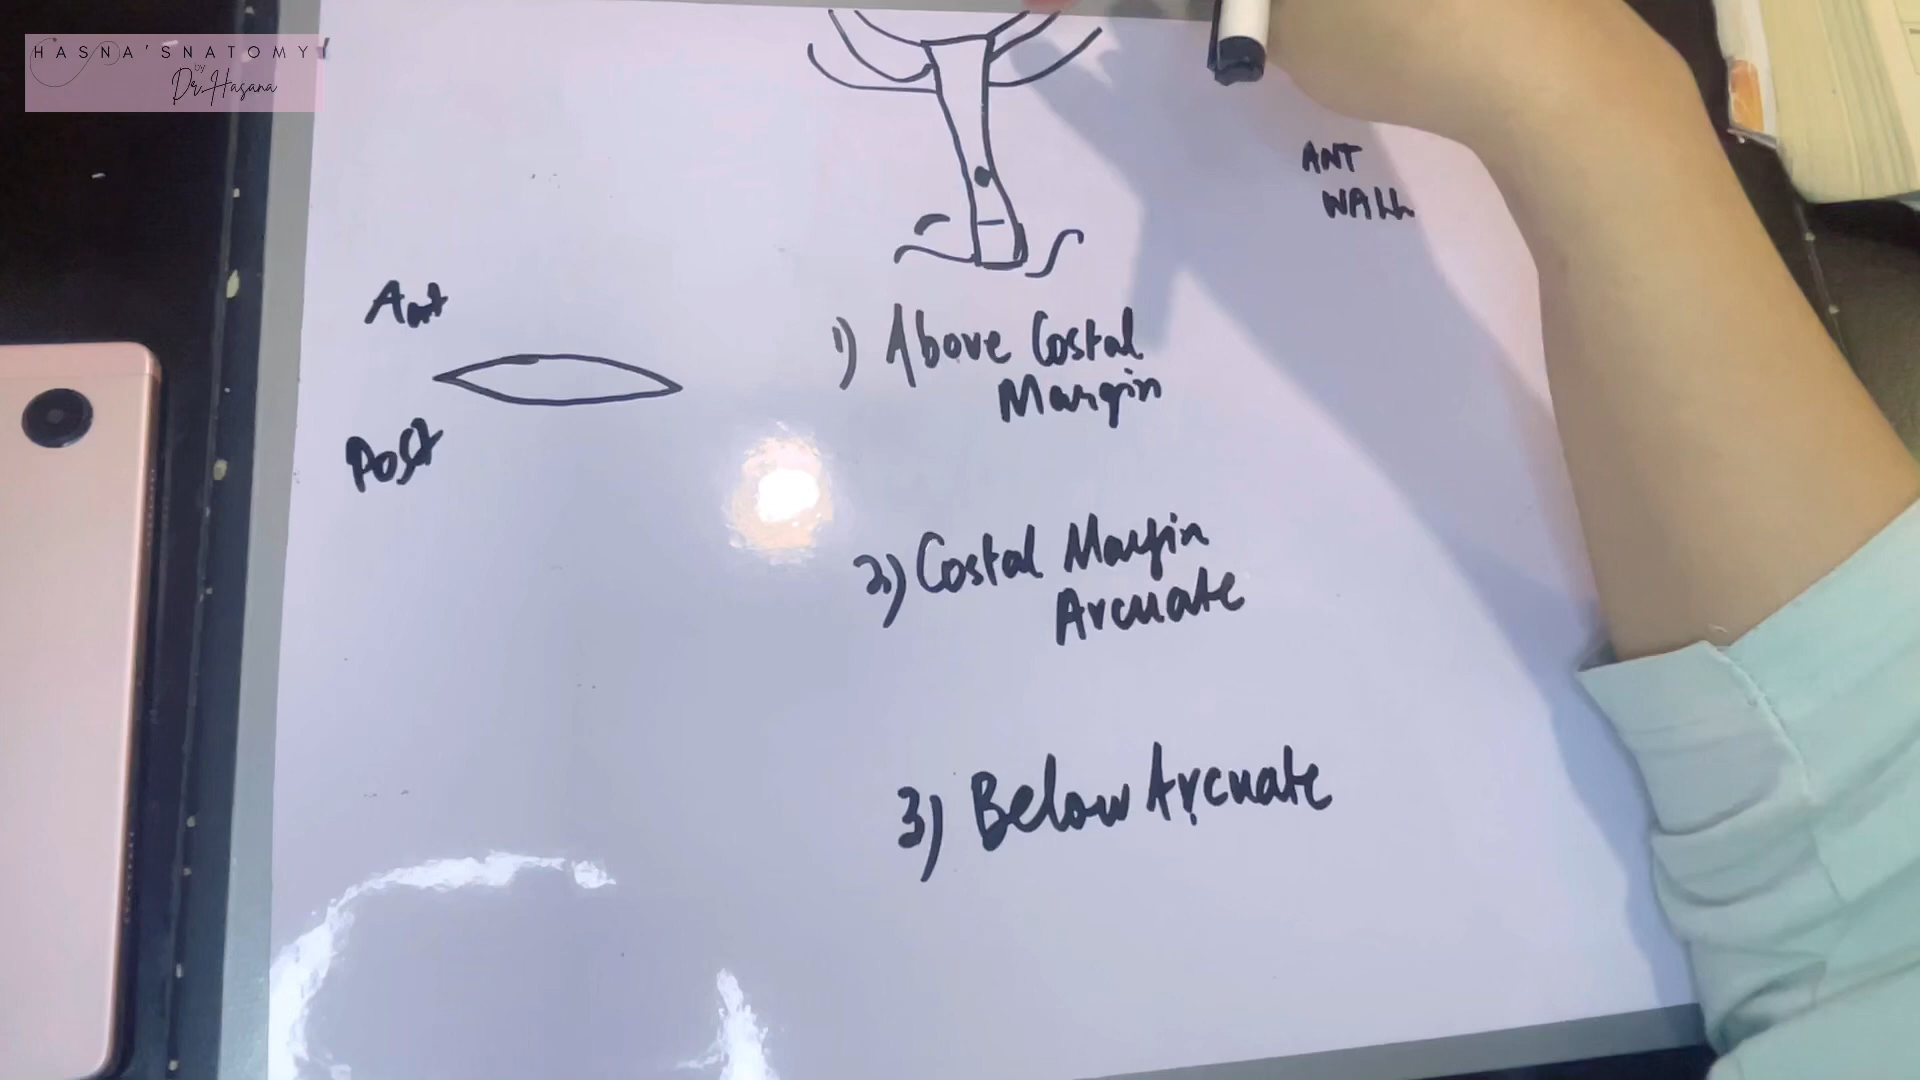 HASNA'SNATOMY
by
Dr.Hasana
ANT
WALL
Ant
Post
1) Above Costal
Margin
2) Costal Margin
Arcuate
3) Below Arcuate